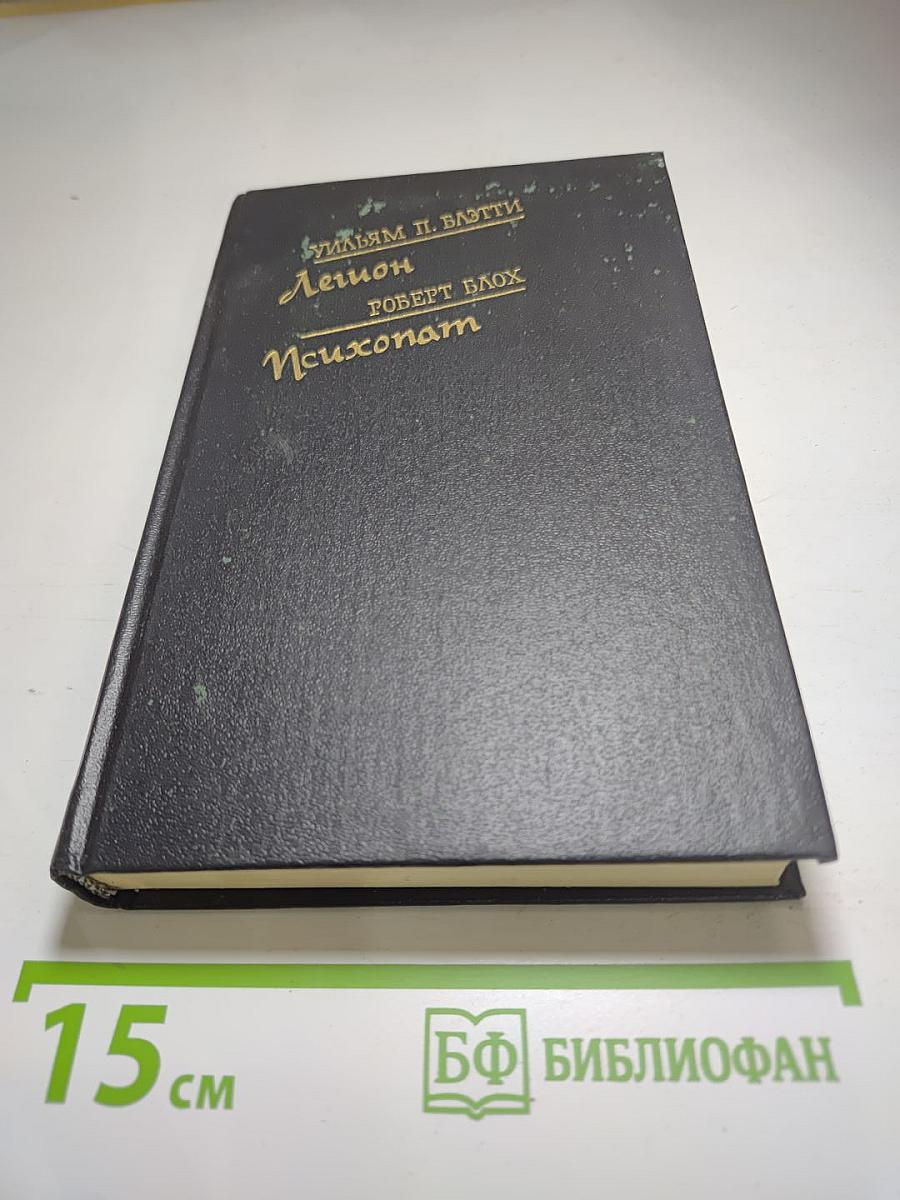 УИЛЬЯМ П. БЛЭТТИ
Легион
РОБЕРТ БЛОХ
Психопат
15 см
БФ БИБЛИОФАН